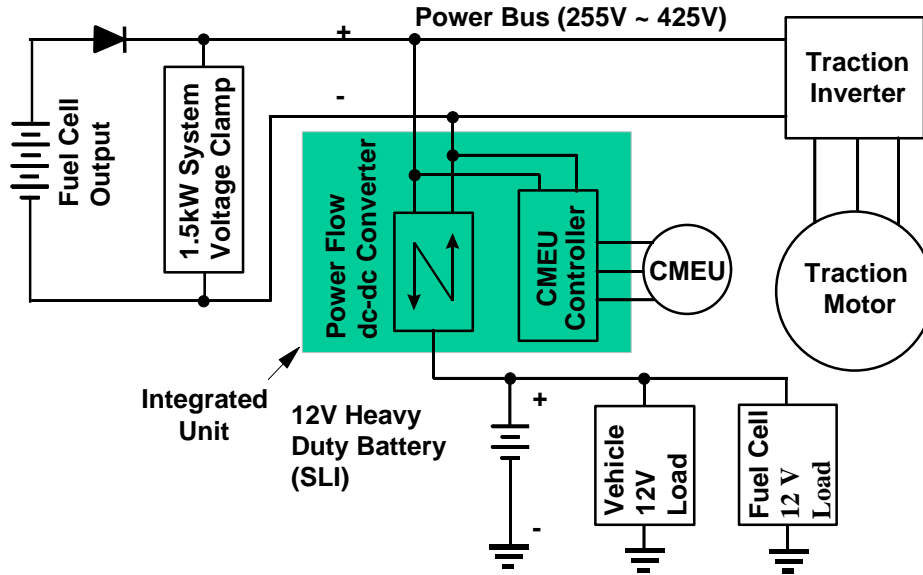 Power Bus (255V ~ 425V)
+
-
Fuel Cell
Output
1.5kW System
Voltage Clamp
Traction
Inverter
Power Flow
dc-dc Converter
CMEU
Controller
CMEU
Traction
Motor
Integrated
Unit
12V Heavy
Duty Battery
(SLI)
+
-
Vehicle
12V
Load
Fuel Cell
12 V
Load